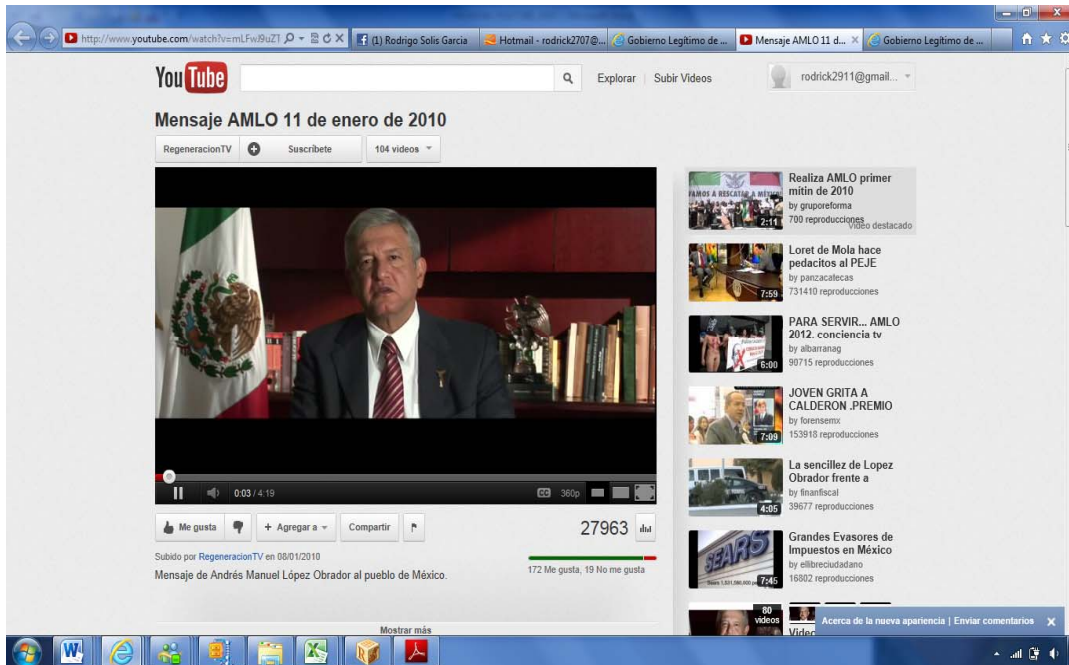 http://www.youtube.com/watch?v=mLFwJ9uZ1
(1) Rodrigo Solis Garcia
Hotmail - rodrick2707@...
Gobierno Legítimo de ...
Mensaje AMLO 11 d...
Gobierno Legítimo de ...
YouTube
Explorar
Subir Videos
rodrick2911@gmail...
Mensaje AMLO 11 de enero de 2010
RegeneracionTV
Suscríbete
104 videos
0:03 / 4:19
CC
360p
Me gusta
+ Agregar a
Compartir
27963
Subido por RegeneracionTV en 08/01/2010
Mensaje de Andrés Manuel López Obrador al pueblo de México.
172 Me gusta, 19 No me gusta
Mostrar más
VAMOS A RESCATAR A MÉXICO
2:11
Realiza AMLO primer
mitin de 2010
by gruporeforma
700 reproducciones
Video destacado
7:59
Loret de Mola hace
pedacitos al PEJE
by panzacatecas
731410 reproducciones
6:00
PARA SERVIR... AMLO
2012. conciencia tv
by albarranag
90715 reproducciones
7:09
JOVEN GRITA A
CALDERON .PREMIO
by forensemx
153918 reproducciones
4:05
La sencillez de Lopez
Obrador frente a
by finanfiscal
39677 reproducciones
SEARS
7:45
Grandes Evasores de
Impuestos en México
by ellibreciudadano
16802 reproducciones
80
videos
Acerca de la nueva apariencia | Enviar comentarios X